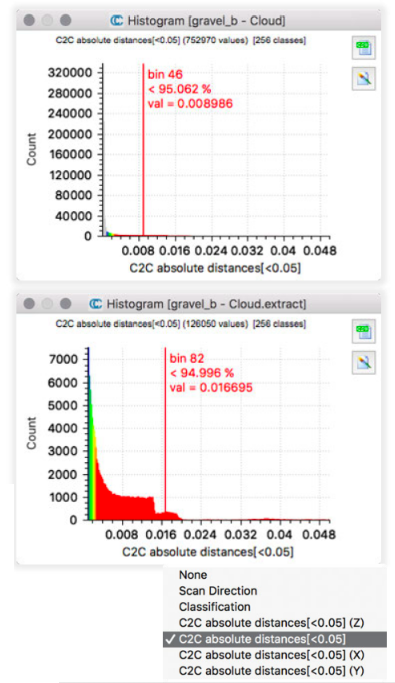 Histogram [gravel_b - Cloud]
C2C absolute distances[<0.05] (752970 values) [256 classes]
320000
280000
240000
200000
160000
120000
80000
40000
0
Count
bin 46
< 95.062 %
val = 0.008986
0.008 0.016 0.024 0.032 0.04 0.048
C2C absolute distances[<0.05]
Histogram [gravel_b - Cloud.extract]
C2C absolute distances[<0.05] (126050 values) [256 classes]
7000
6000
5000
4000
3000
2000
1000
0
Count
bin 82
< 94.996 %
val = 0.016695
0.008 0.016 0.024 0.032 0.04 0.048
C2C absolute distances[<0.05]
None
Scan Direction
Classification
C2C absolute distances[<0.05] (Z)
✓ C2C absolute distances[<0.05]
C2C absolute distances[<0.05] (X)
C2C absolute distances[<0.05] (Y)